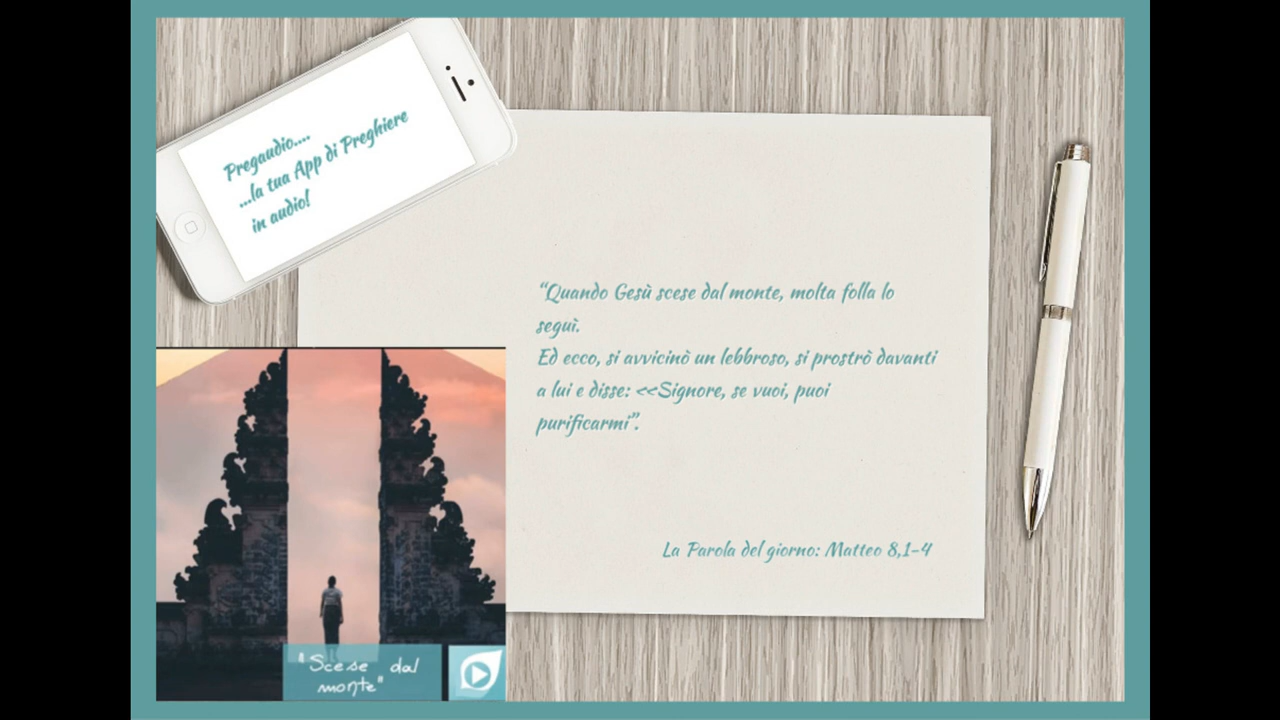 Pregaudio....
...la tua App di Preghiere
in audio!
“Quando Gesù scese dal monte, molta folla lo
seguì.
Ed ecco, si avvicinò un lebbroso, si prostrò davanti
a lui e disse: <<Signore, se vuoi, puoi
purificarmi”.
La Parola del giorno: Matteo 8,1-4
"Scese dal
monte"